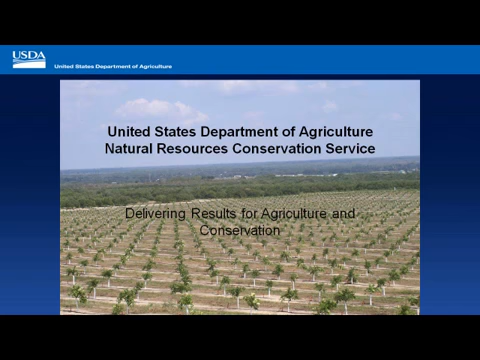 USDA
United States Department of Agriculture
United States Department of Agriculture
Natural Resources Conservation Service
Delivering Results for Agriculture and
Conservation